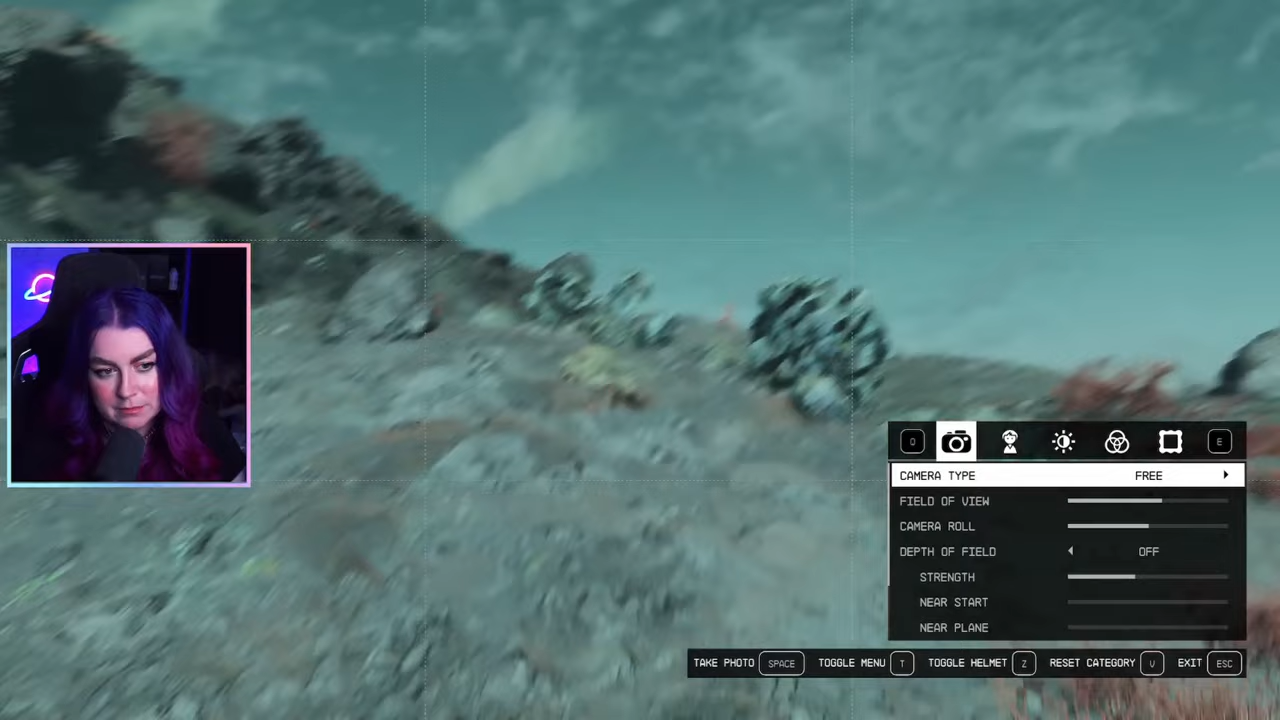 Q
E
CAMERA TYPE FREE
FIELD OF VIEW
CAMERA ROLL
DEPTH OF FIELD OFF
STRENGTH
NEAR START
NEAR PLANE
TAKE PHOTO SPACE TOGGLE MENU T TOGGLE HELMET Z RESET CATEGORY V EXIT ESC